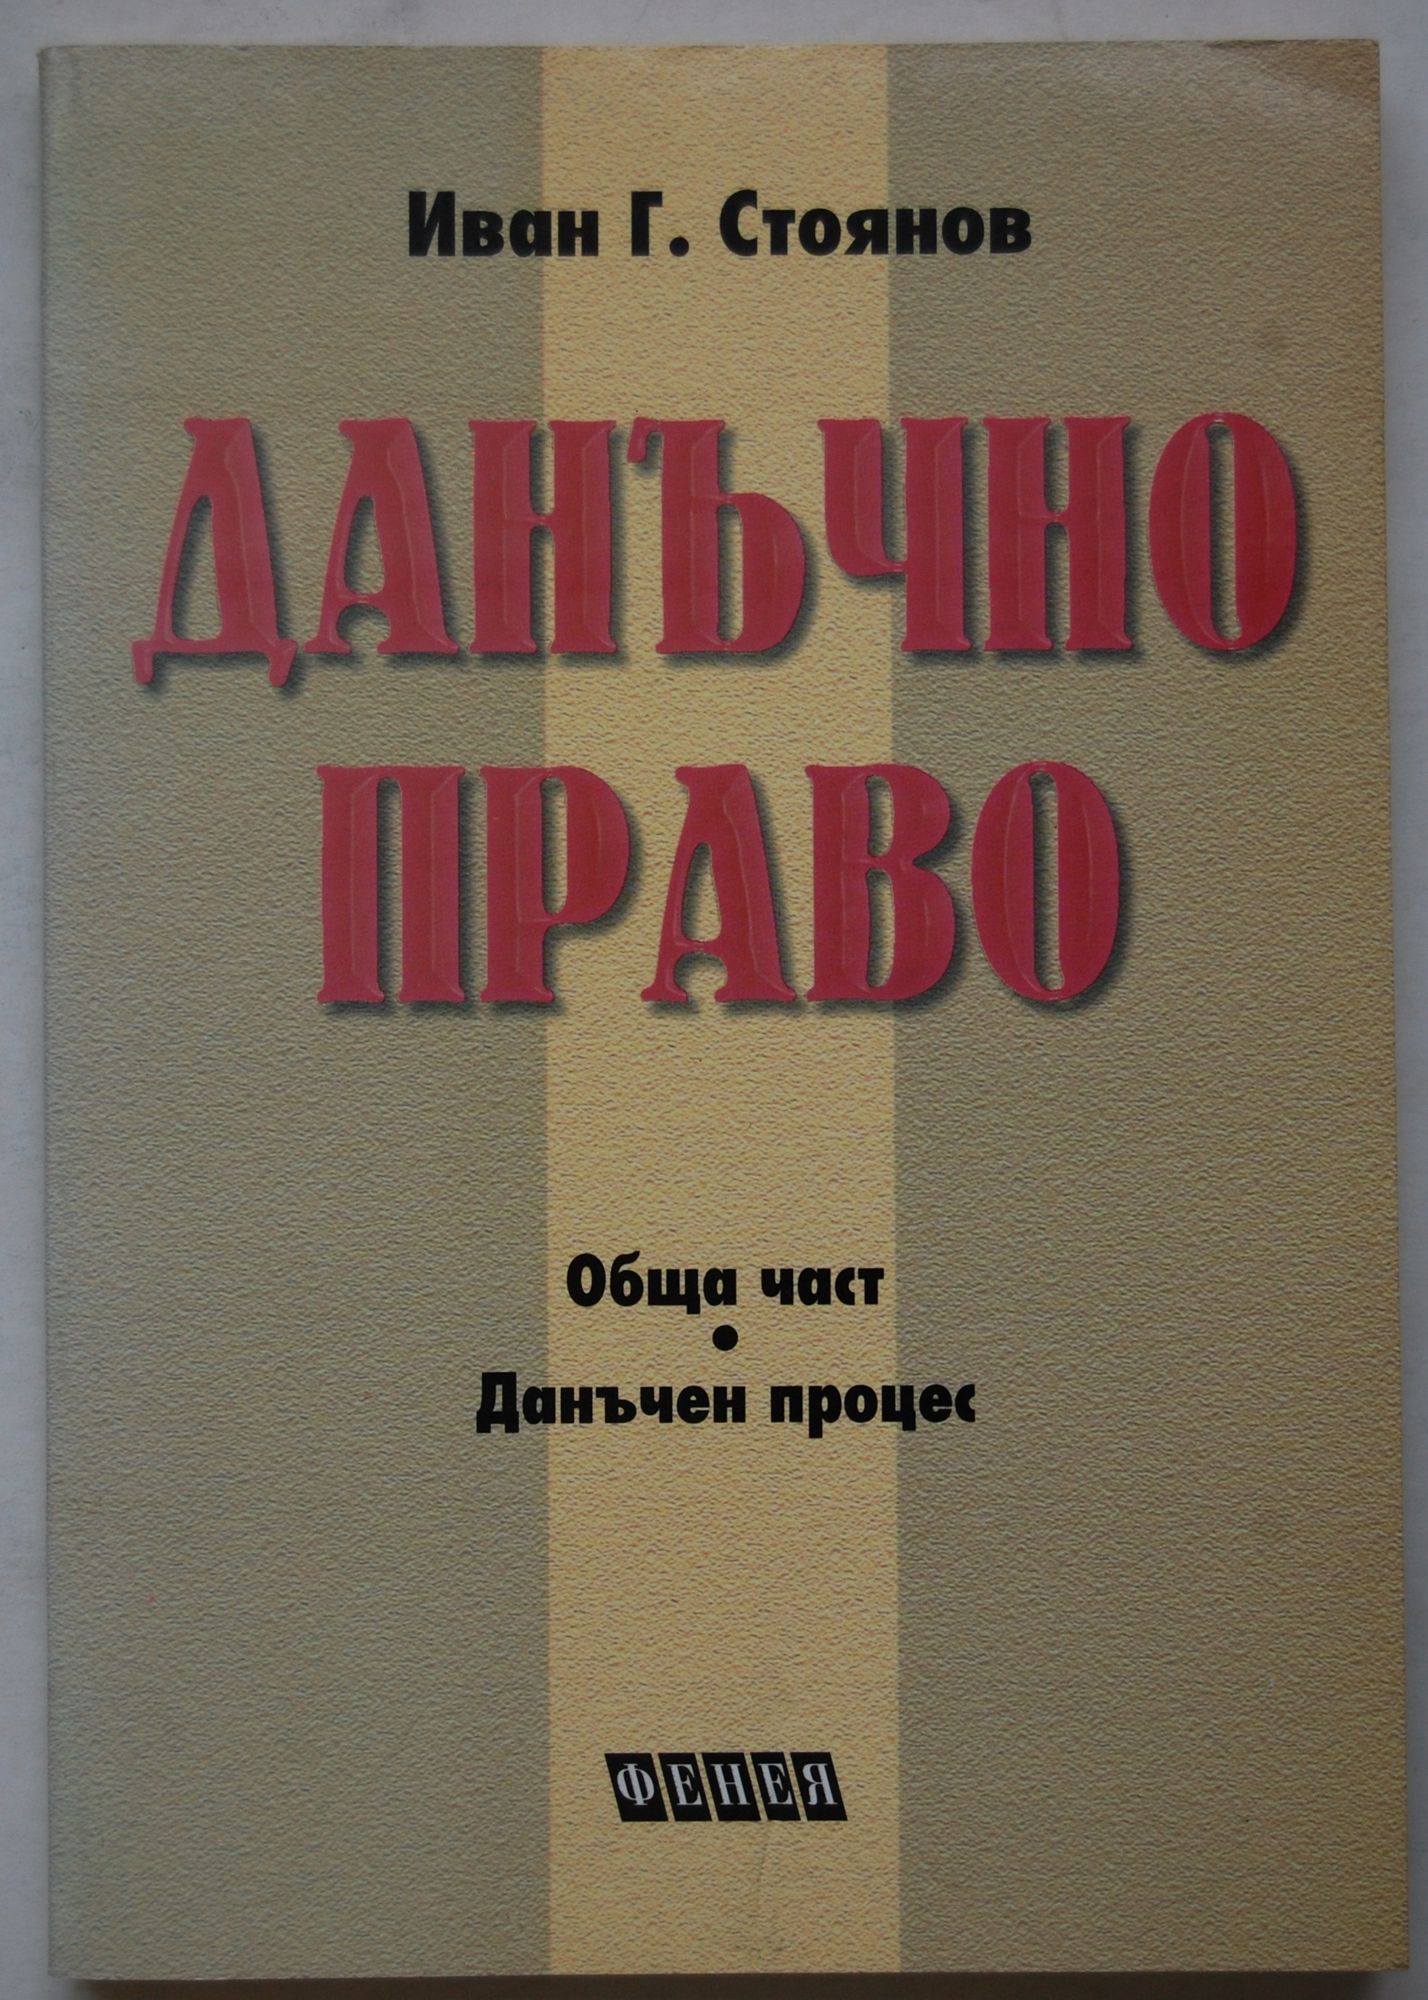 Иван Г. Стоянов
ДАНЪЧНО
ПРАВО
Обща част
•
Данъчен процес
ФЕНЕЯ